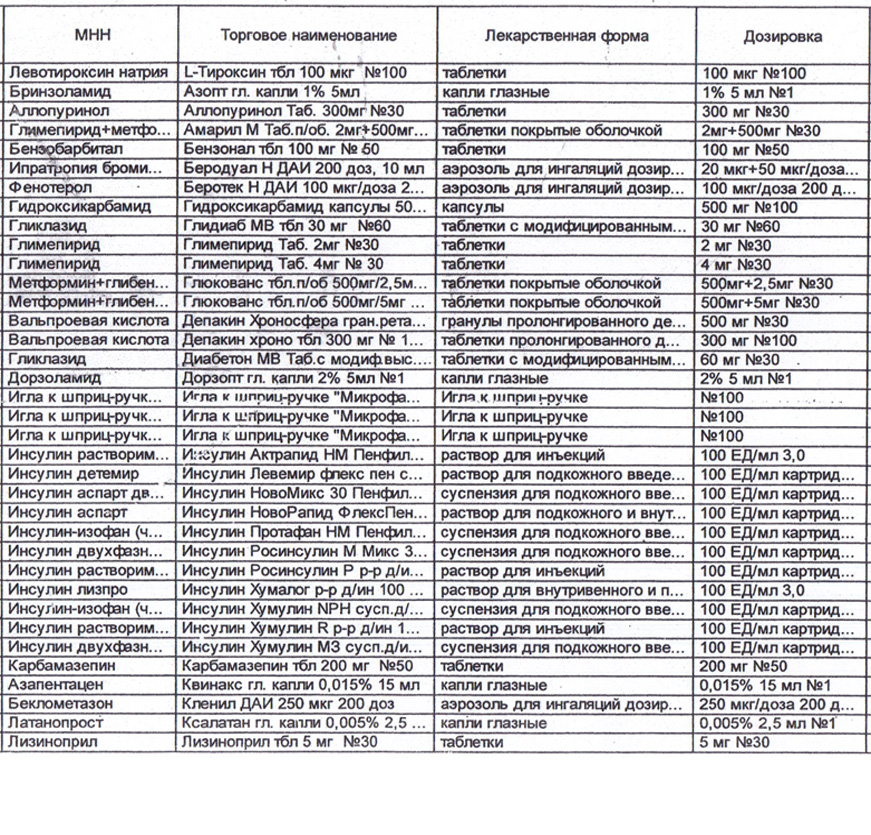 МНН Торговое наименование Лекарственная форма Дозировка
Левотироксин натрия L-Тироксин тбл 100 мкг №100 таблетки 100 мкг №100
Бринзоламид Азопт гл. капли 1% 5мл капли глазные 1% 5 мл №1
Аллопуринол Аллопуринол Таб. 300мг №30 таблетки 300 мг №30
Глимепирид+метфо... Амарил М Таб.п/об. 2мг+500мг... таблетки покрытые оболочкой 2мг+500мг №30
Бензобарбитал Бензонал тбл 100 мг № 50 таблетки 100 мг №50
Ипратропия броми... Беродуал Н ДАИ 200 доз, 10 мл аэрозоль для ингаляций дозир... 20 мкг+50 мкг/доза...
Фенотерол Беротек Н ДАИ 100 мкг/доза 2... аэрозоль для ингаляций дозир... 100 мкг/доза 200 д...
Гидроксикарбамид Гидроксикарбамид капсулы 50... капсулы 500 мг №100
Гликлазид Глидиаб МВ тбл 30 мг №60 таблетки с модифицированным... 30 мг №60
Глимепирид Глимепирид Таб. 2мг №30 таблетки 2 мг №30
Глимепирид Глимепирид Таб. 4мг № 30 таблетки 4 мг №30
Метформин+глибен... Глюкованс тбл.п/об 500мг/2,5м... таблетки покрытые оболочкой 500мг+2,5мг №30
Метформин+глибен... Глюкованс тбл.п/об 500мг/5мг ... таблетки покрытые оболочкой 500мг+5мг №30
Вальпроевая кислота Депакин Хроносфера гран.рета... гранулы пролонгированного де... 500 мг №30
Вальпроевая кислота Депакин хроно тбл 300 мг № 1... таблетки пролонгированного д... 300 мг №100
Гликлазид Диабетон МВ Таб.с модиф.выс.... таблетки с модифицированным... 60 мг №30
Дорзоламид Дорзопт гл. капли 2% 5мл №1 капли глазные 2% 5 мл №1
Игла к шприц-ручк... Игла к шприц-ручке "Микрофа... Игла к шприц-ручке №100
Игла к шприц-ручк... Игла к шприц-ручке "Микрофа... Игла к шприц-ручке №100
Игла к шприц-ручк... Игла к шприц-ручке "Микрофа... Игла к шприц-ручке №100
Инсулин растворим... Инсулин Актрапид НМ Пенфил... раствор для инъекций 100 ЕД/мл 3,0
Инсулин детемир Инсулин Левемир флекс пен с... раствор для подкожного введе... 100 ЕД/мл картрид...
Инсулин аспарт дв... Инсулин НовоМикс 30 Пенфил... суспензия для подкожного вве... 100 ЕД/мл картрид...
Инсулин аспарт Инсулин НовоРапид ФлексПен... раствор для подкожного и внут... 100 ЕД/мл картрид...
Инсулин-изофан (ч... Инсулин Протафан НМ Пенфил... суспензия для подкожного вве... 100 ЕД/мл картрид...
Инсулин двухфазн... Инсулин Росинсулин М Микс 3... суспензия для подкожного вве... 100 ЕД/мл картрид...
Инсулин растворим... Инсулин Росинсулин Р р-р д/и... раствор для инъекций 100 ЕД/мл картрид...
Инсулин лизпро Инсулин Хумалог р-р д/ин 100 ... раствор для внутривенного и п... 100 ЕД/мл 3,0
Инсулин-изофан (ч... Инсулин Хумулин NPH сусп.д/... суспензия для подкожного вве... 100 ЕД/мл картрид...
Инсулин растворим... Инсулин Хумулин R р-р д/ин 1... раствор для инъекций 100 ЕД/мл картрид...
Инсулин двухфазн... Инсулин Хумулин М3 сусп.д/и... суспензия для подкожного вве... 100 ЕД/мл картрид...
Карбамазепин Карбамазепин тбл 200 мг №50 таблетки 200 мг №50
Азапентацен Квинакс гл. капли 0,015% 15 мл капли глазные 0,015% 15 мл №1
Беклометазон Кленил ДАИ 250 мкг 200 доз аэрозоль для ингаляций дозир... 250 мкг/доза 200 д...
Латанопрост Ксалатан гл. капли 0,005% 2,5 ... капли глазные 0,005% 2,5 мл №1
Лизиноприл Лизиноприл тбл 5 мг №30 таблетки 5 мг №30